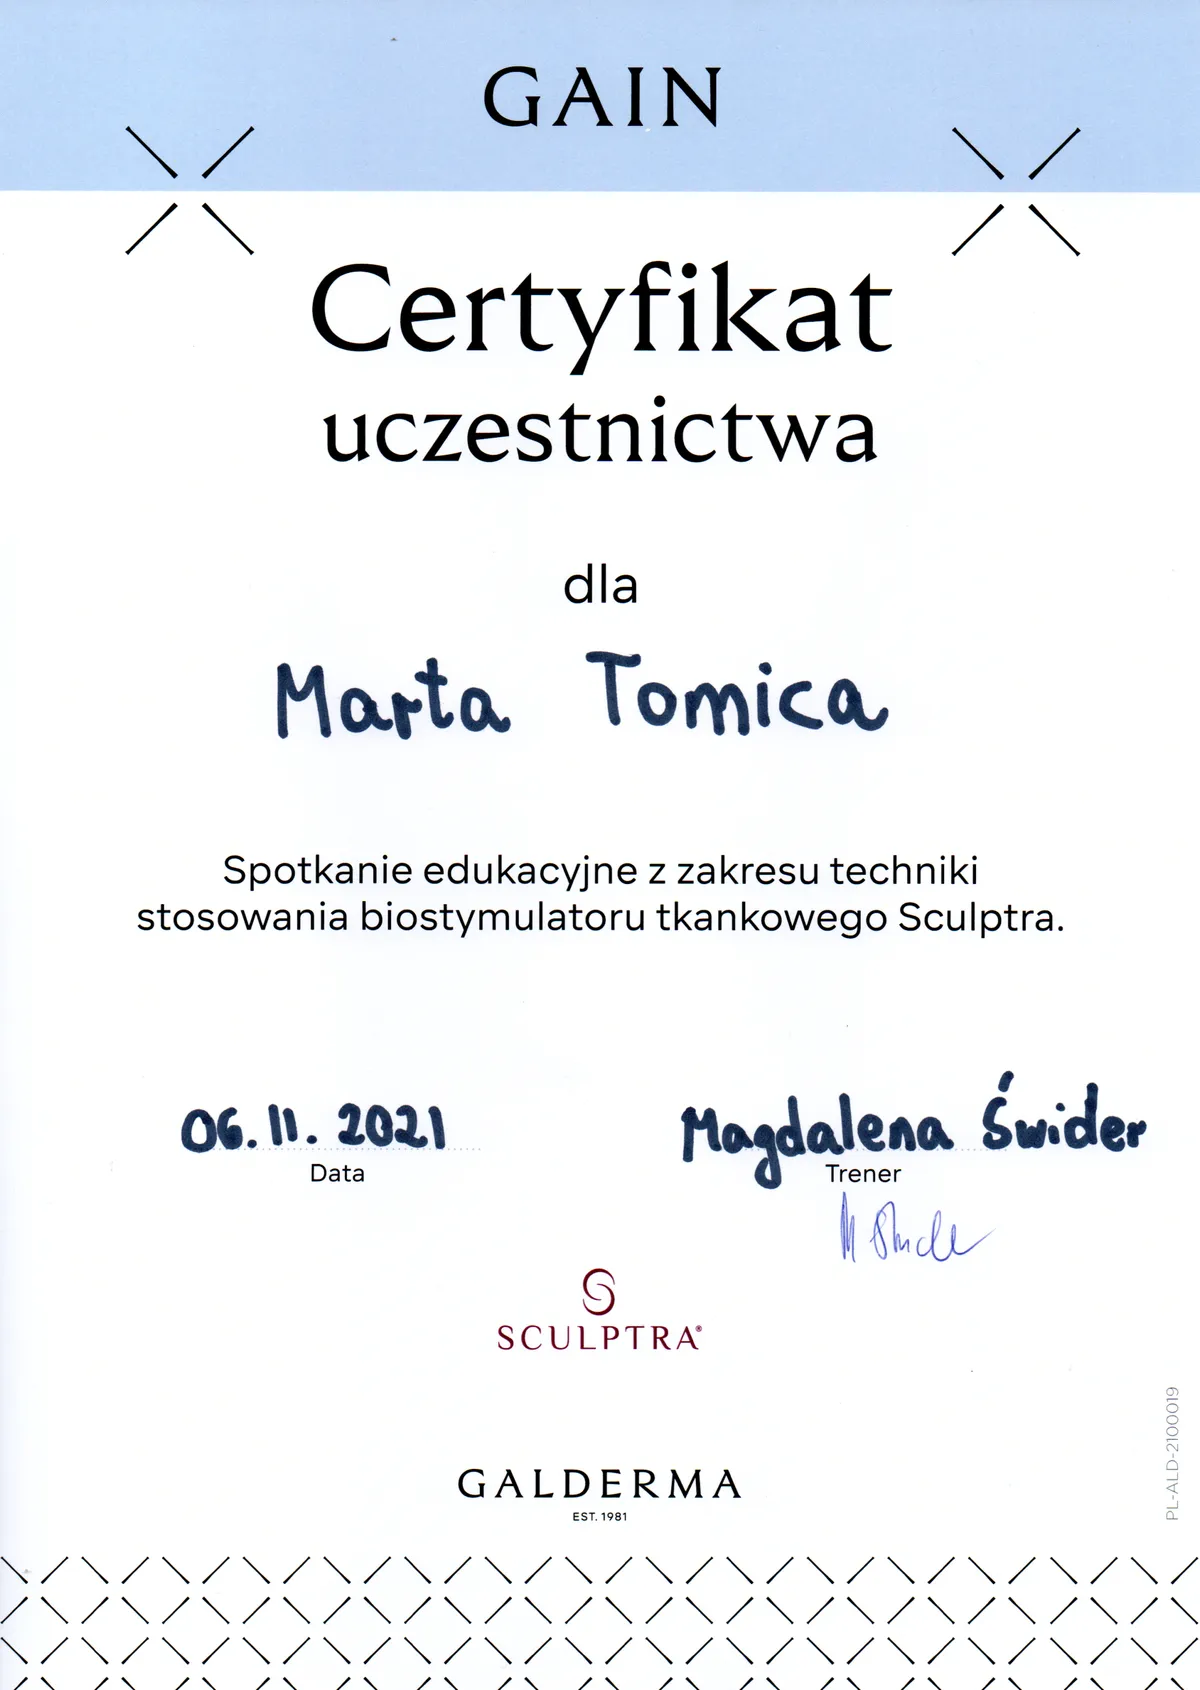 GAIN
Certyfikat
uczestnictwa
dla
Marta Tomica
Spotkanie edukacyjne z zakresu techniki
stosowania biostymulatoru tkankowego Sculptra.
06.11.2021
Data
Magdalena Świder
Trener
SCULPTRA®
GALDERMA
EST. 1981
PL-ALD-2100019